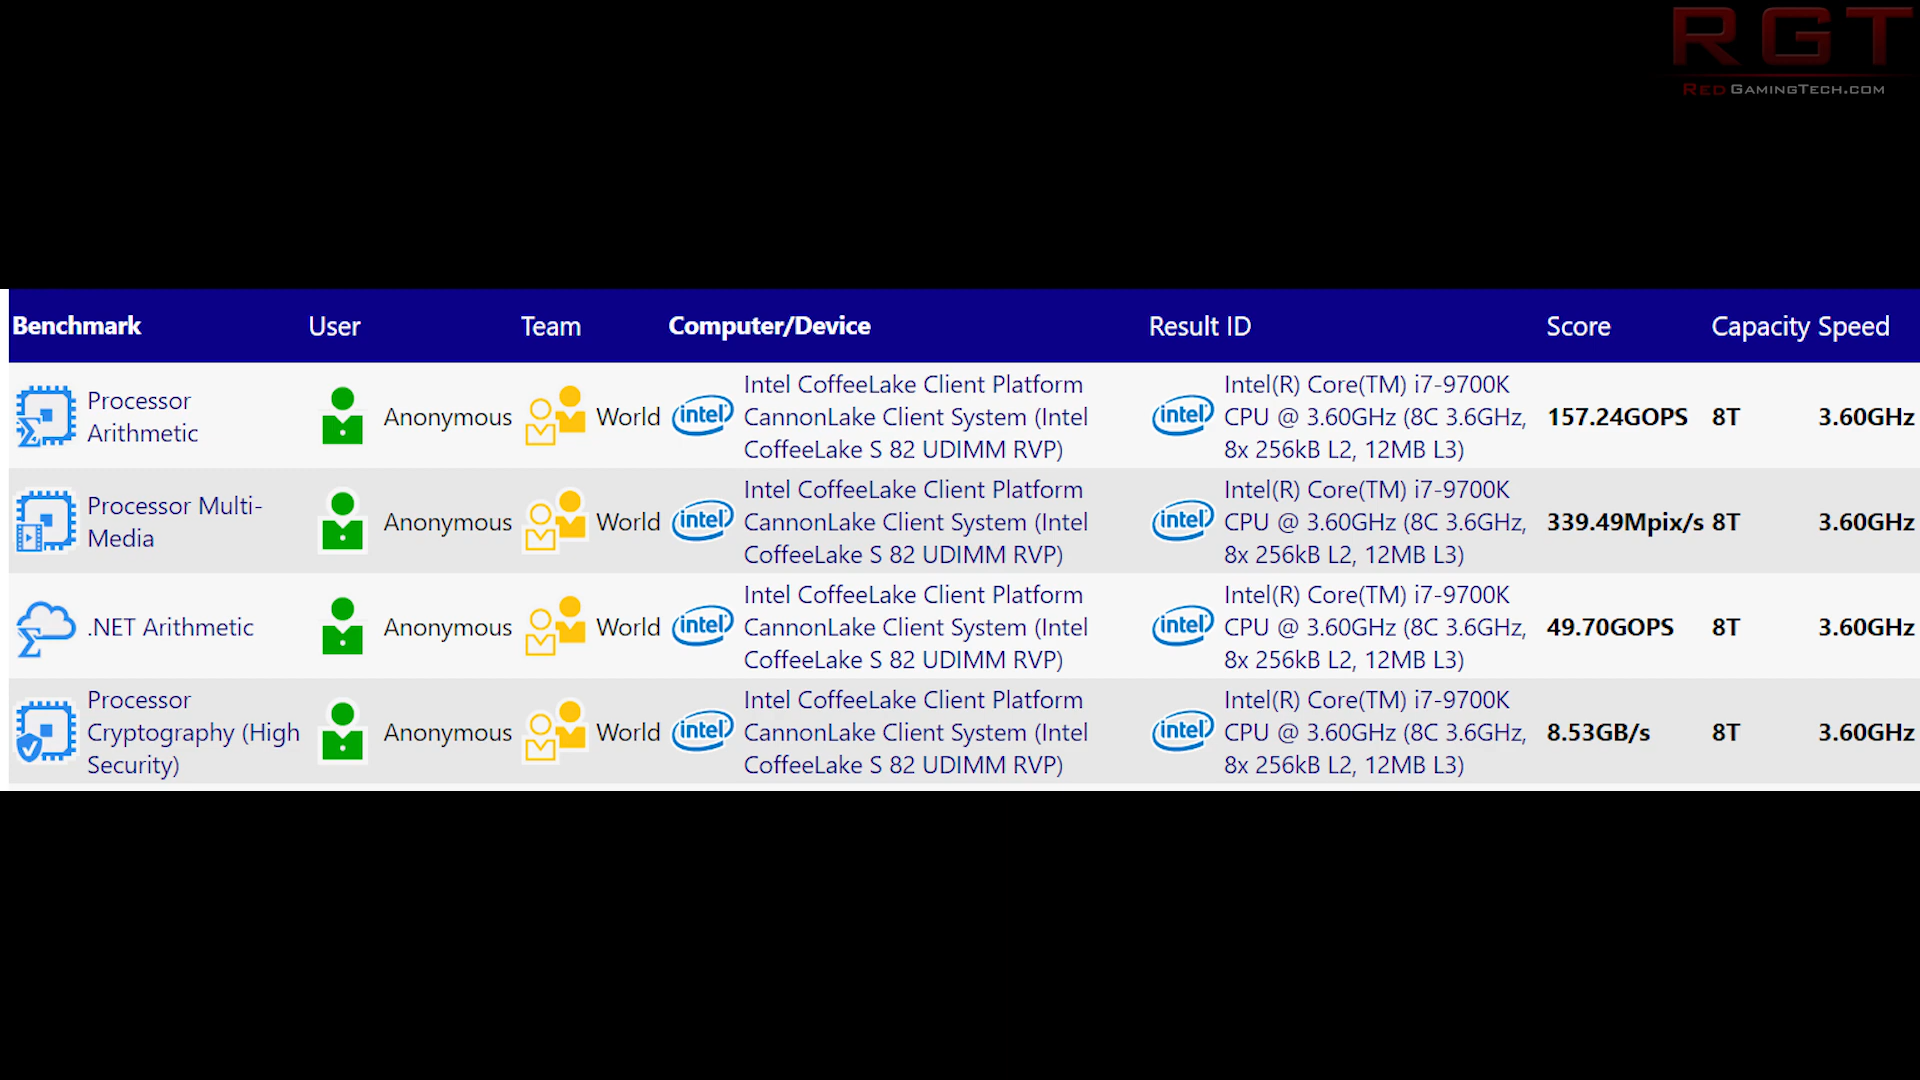 RGT
RED GAMINGTECH.COM
Benchmark User Team Computer/Device Result ID Score Capacity Speed
Processor Arithmetic Anonymous World intel Intel CoffeeLake Client Platform CannonLake Client System (Intel CoffeeLake S 82 UDIMM RVP) intel Intel(R) Core(TM) i7-9700K CPU @ 3.60GHz (8C 3.6GHz, 8x 256kB L2, 12MB L3) 157.24GOPS 8T 3.60GHz
Processor Multi-Media Anonymous World intel Intel CoffeeLake Client Platform CannonLake Client System (Intel CoffeeLake S 82 UDIMM RVP) intel Intel(R) Core(TM) i7-9700K CPU @ 3.60GHz (8C 3.6GHz, 8x 256kB L2, 12MB L3) 339.49Mpix/s 8T 3.60GHz
.NET Arithmetic Anonymous World intel Intel CoffeeLake Client Platform CannonLake Client System (Intel CoffeeLake S 82 UDIMM RVP) intel Intel(R) Core(TM) i7-9700K CPU @ 3.60GHz (8C 3.6GHz, 8x 256kB L2, 12MB L3) 49.70GOPS 8T 3.60GHz
Processor Cryptography (High Security) Anonymous World intel Intel CoffeeLake Client Platform CannonLake Client System (Intel CoffeeLake S 82 UDIMM RVP) intel Intel(R) Core(TM) i7-9700K CPU @ 3.60GHz (8C 3.6GHz, 8x 256kB L2, 12MB L3) 8.53GB/s 8T 3.60GHz